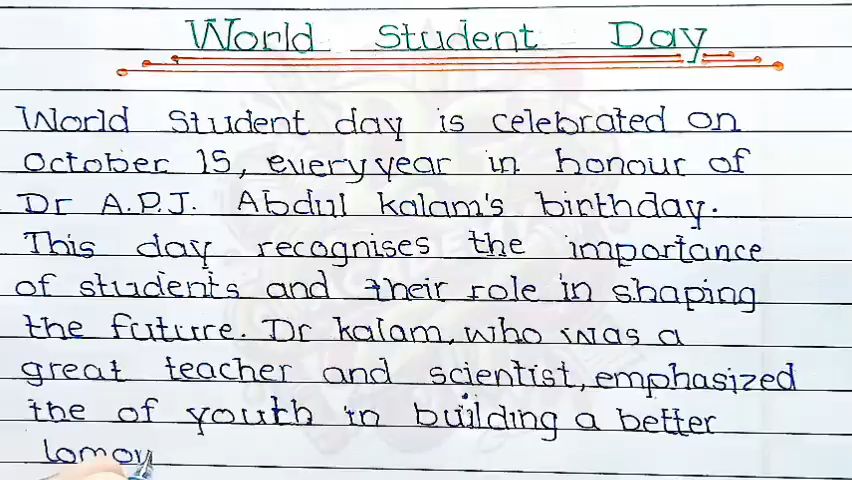 World Student Day
World Student day is celebrated on
October 15, every year in honour of
Dr A.P.J. Abdul Kalam's birthday.
This day recognises the importance
of students and their role in shaping
the future. Dr Kalam, who was a
great teacher and scientist, emphasized
the of youth in building a better